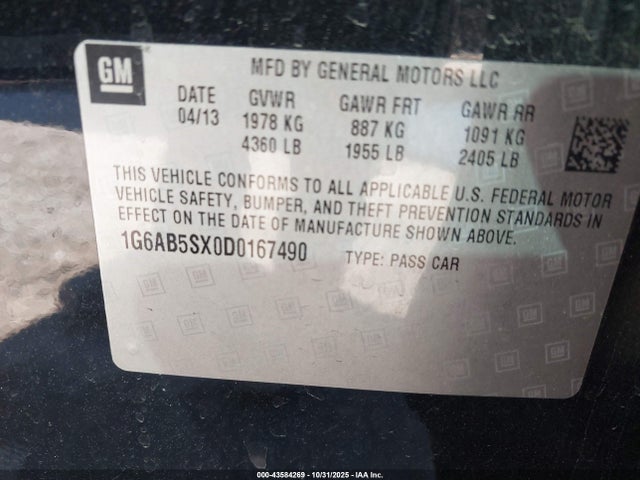 GM
MFD BY GENERAL MOTORS LLC
DATE GVWR GAWR FRT GAWR RR
04/13 1978 KG 887 KG 1091 KG
4360 LB 1955 LB 2405 LB
THIS VEHICLE CONFORMS TO ALL APPLICABLE U.S. FEDERAL MOTOR
VEHICLE SAFETY, BUMPER, AND THEFT PREVENTION STANDARDS IN
EFFECT ON THE DATE OF MANUFACTURE SHOWN ABOVE.
1G6AB5SX0D0167490 TYPE: PASS CAR
000-43584269 - 10/31/2025 - IAA Inc.